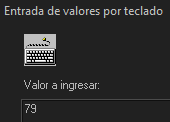 Entrada de valores por teclado
Valor a ingresar:
79